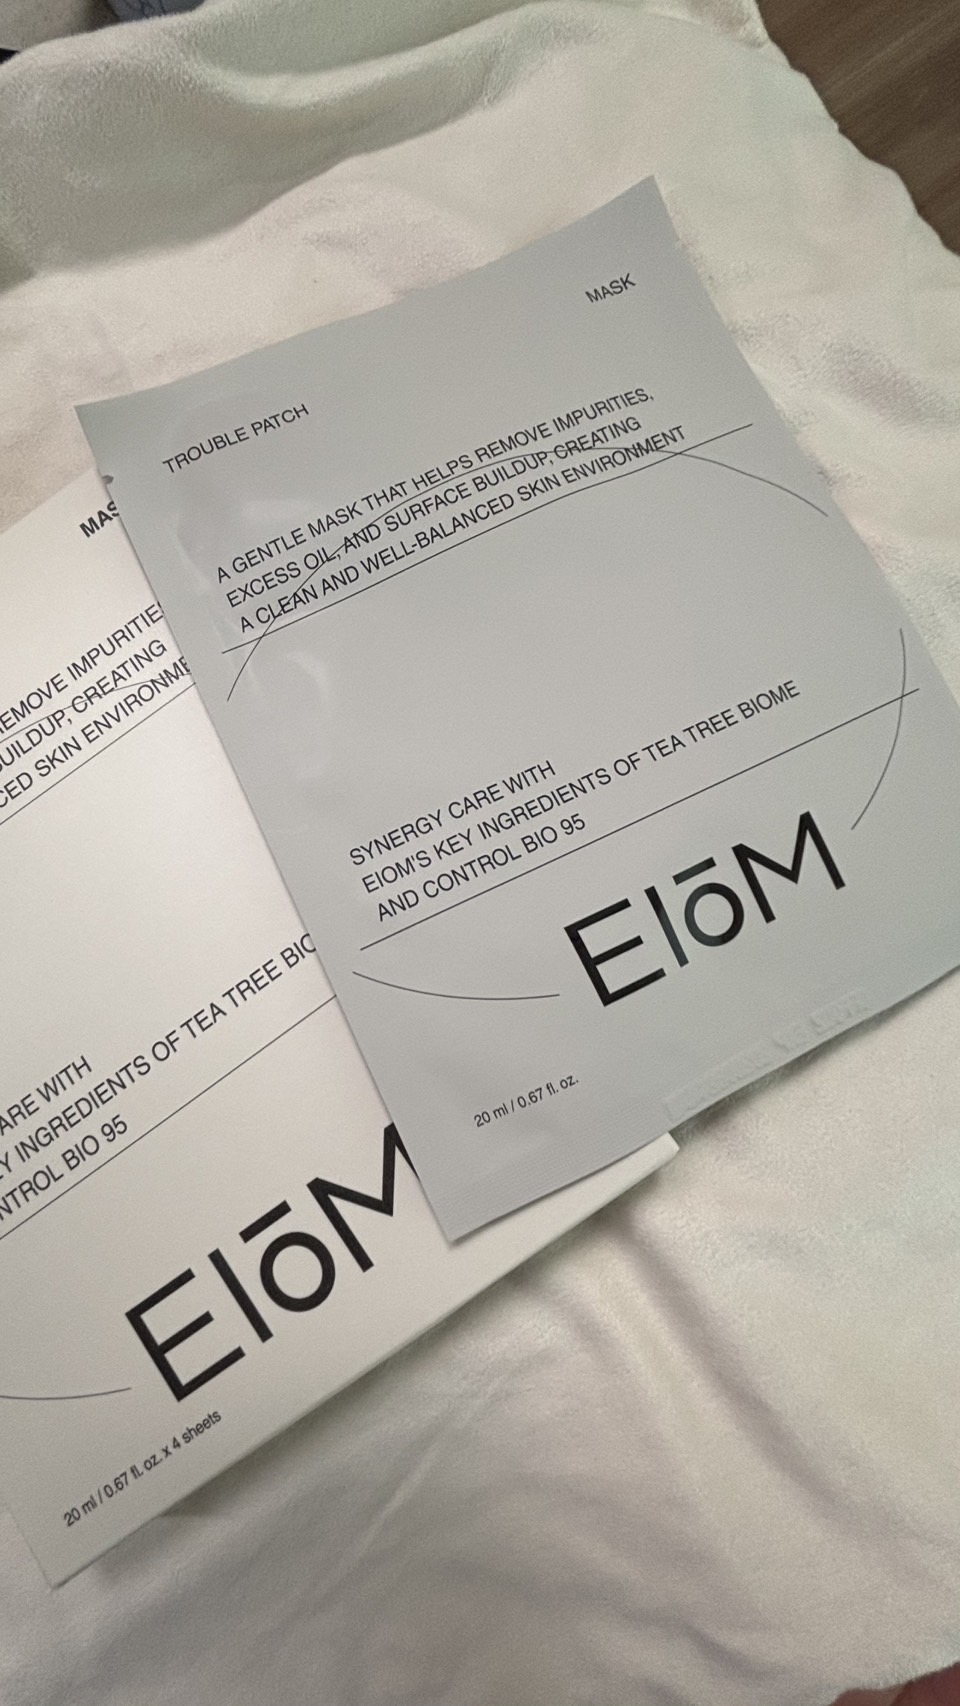 MASK
TROUBLE PATCH
A GENTLE MASK THAT HELPS REMOVE IMPURITIES,
EXCESS OIL, AND SURFACE BUILDUP, CREATING
A CLEAN AND WELL-BALANCED SKIN ENVIRONMENT
SYNERGY CARE WITH
EIOM'S KEY INGREDIENTS OF TEA TREE BIOME
AND CONTROL BIO 95
EIōM
20 ml / 0.67 fl. oz.
MAS
EMOVE IMPURITIE
UILDUP, CREATING
CED SKIN ENVIRONME
ARE WITH
Y INGREDIENTS OF TEA TREE BIO
NTROL BIO 95
EIōM
20 ml / 0.67 fl. oz. x 4 sheets